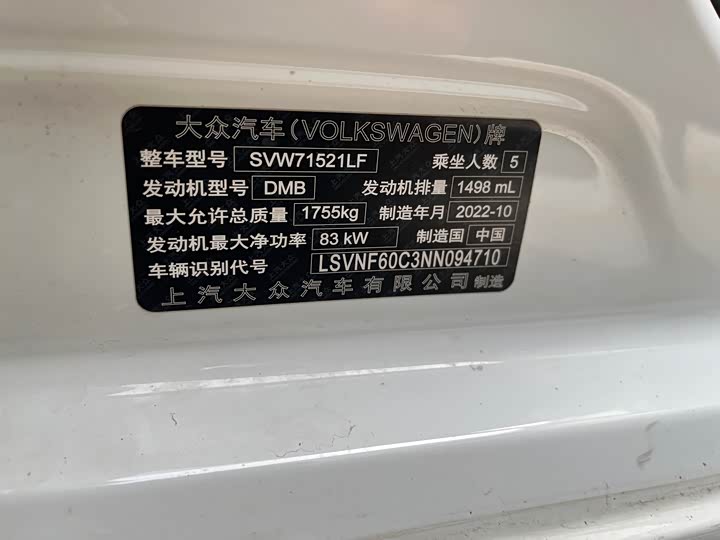 大众汽车(VOLKSWAGEN)牌
整车型号 SVW71521LF 乘坐人数 5
发动机型号 DMB 发动机排量 1498 mL
最大允许总质量 1755kg 制造年月 2022-10
发动机最大净功率 83 kW 制造国 中国
车辆识别代号 LSVNF60C3NN094710
上汽大众汽车有限公司 制造